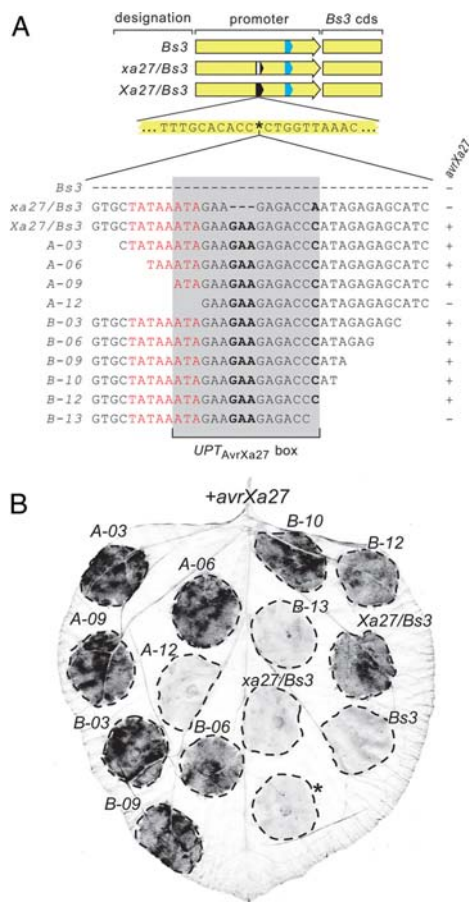 A
designation promoter Bs3 cds
Bs3
xa27/Bs3
Xa27/Bs3
...TTTGCACACC*CTGGTTAAAC...
avrXa27
Bs3 ------------------------------------- –
xa27/Bs3 GTGCTATAAATAGAA---GAGACCAATAGAGAGCATC –
Xa27/Bs3 GTGCTATAAATAGAAGAAGAGACCCATAGAGAGCATC +
A-03 CTATAAATAGAAGAAGAGACCCATAGAGAGCATC +
A-06 TAAATAGAAGAAGAGACCCATAGAGAGCATC +
A-09 ATAGAAGAAGAGACCCATAGAGAGCATC +
A-12 GAAGAAGAGACCCATAGAGAGCATC –
B-03 GTGCTATAAATAGAAGAAGAGACCCATAGAGAGC +
B-06 GTGCTATAAATAGAAGAAGAGACCCATAGAG +
B-09 GTGCTATAAATAGAAGAAGAGACCCATA +
B-10 GTGCTATAAATAGAAGAAGAGACCCAT +
B-12 GTGCTATAAATAGAAGAAGAGACCC +
B-13 GTGCTATAAATAGAAGAAGAGACC –
UPTAvrXa27 box
B
+avrXa27
A-03
B-10
B-12
A-06
A-09
B-13
Xa27/Bs3
A-12
xa27/Bs3
B-03
B-06
Bs3
B-09
*